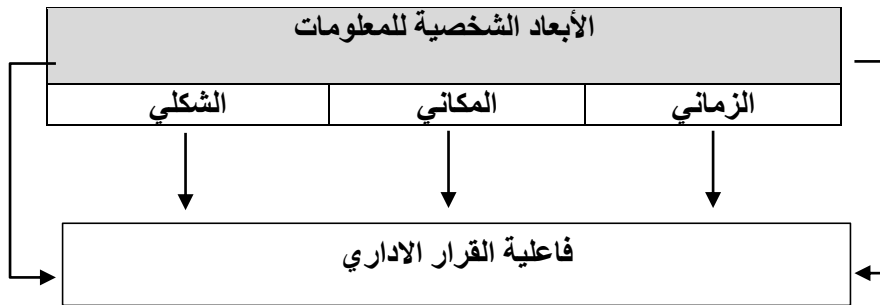 الأبعاد الشخصية للمعلومات
الزماني المكاني الشكلي
فاعلية القرار الاداري